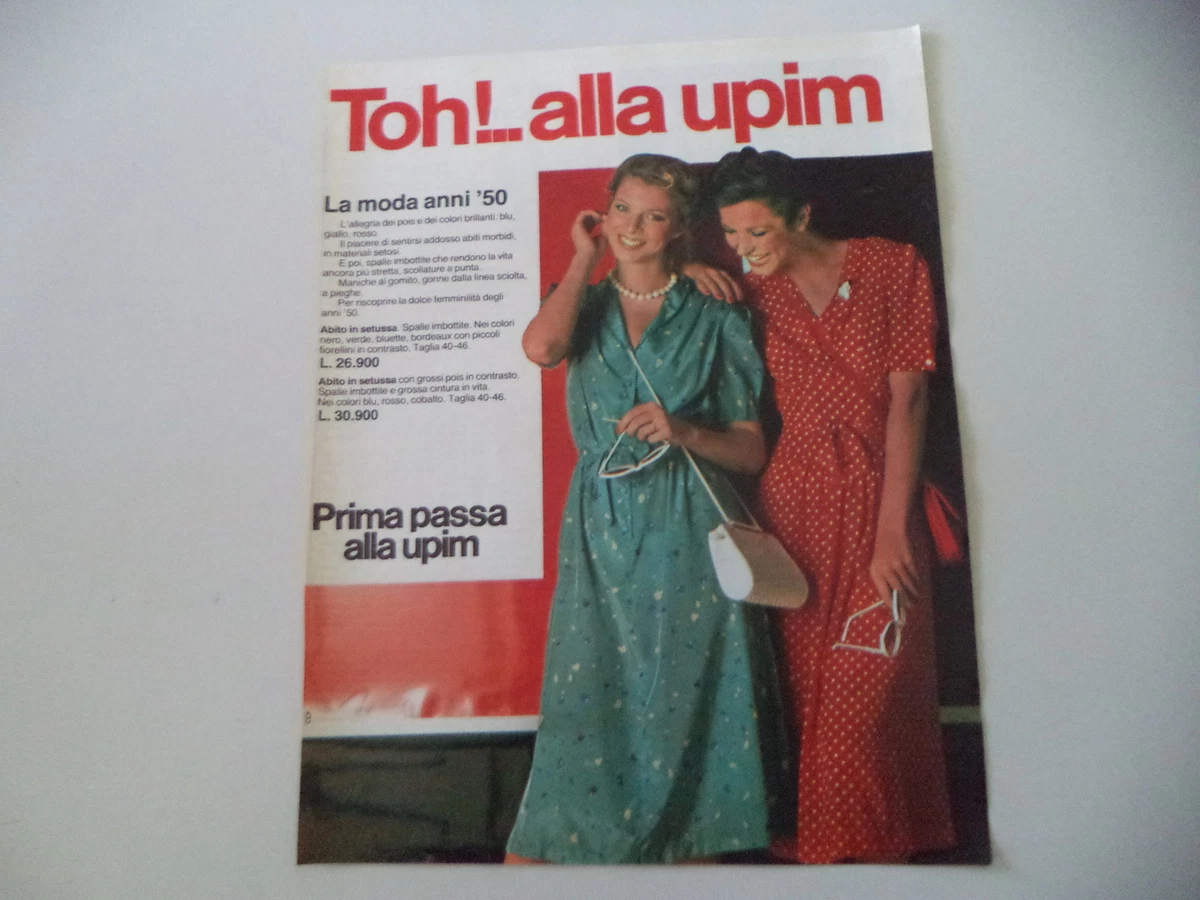 Toh!... alla upim
La moda anni '50
L'allegria dei pois e dei colori brillanti: blu,
giallo, rosso.
Il piacere di sentirsi addosso abiti morbidi,
in materiali setosi.
E poi, spalle imbottite che rendono la vita
ancora più stretta, scollature a punta.
Maniche al gomito, gonne dalla linea sciolta,
a pieghe.
Per riscoprire la dolce femminilità degli
anni '50.
Abito in setussa. Spalle imbottite. Nei colori
nero, verde, bluette, bordeaux con piccoli
fiorellini in contrasto. Taglia 40-46.
L. 26.900
Abito in setussa con grossi pois in contrasto.
Spalle imbottite e grossa cintura in vita.
Nei colori blu, rosso, cobalto. Taglia 40-46.
L. 30.900
Prima passa
alla upim